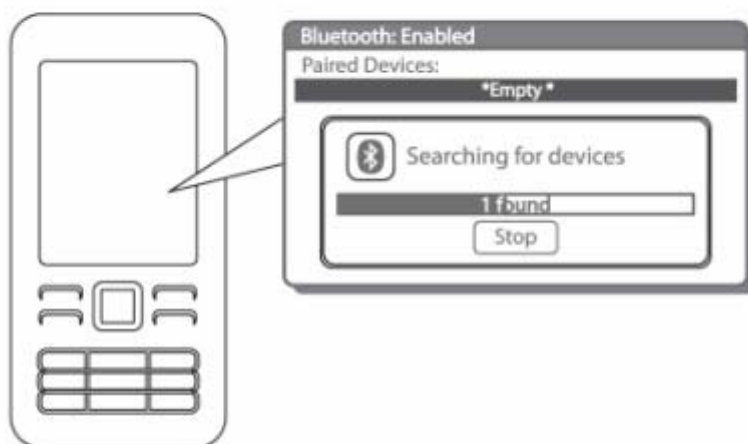 Bluetooth: Enabled
Paired Devices:
*Empty *
Searching for devices
1 found
Stop